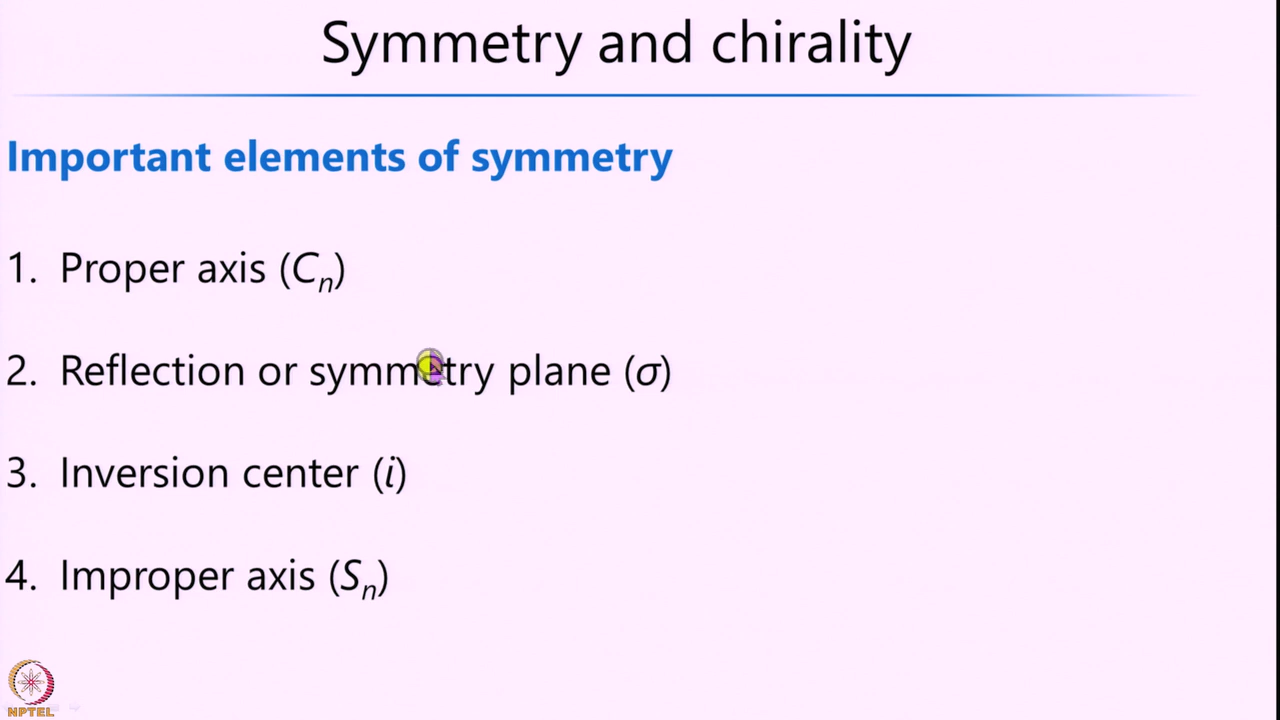 Symmetry and chirality
Important elements of symmetry
1. Proper axis (Cₙ)
2. Reflection or symmetry plane (σ)
3. Inversion center (i)
4. Improper axis (Sₙ)
NPTEL